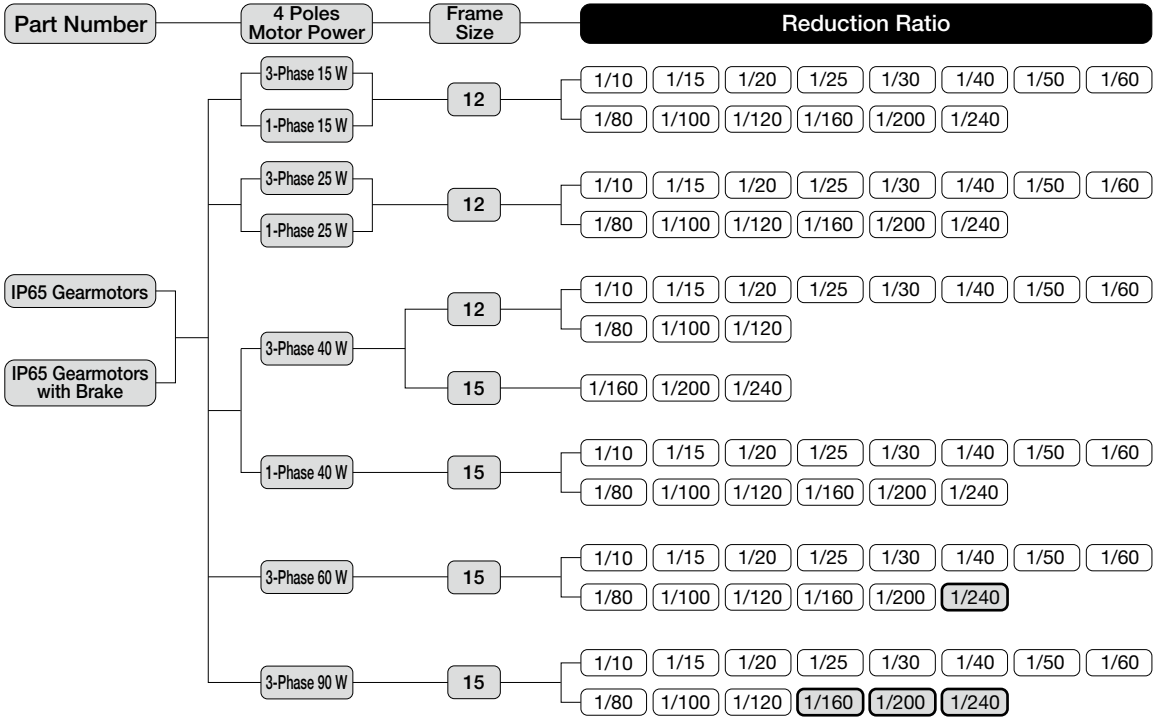 Part Number
4 Poles
Motor Power
Frame
Size
Reduction Ratio
3-Phase 15 W
1-Phase 15 W
12
1/10 1/15 1/20 1/25 1/30 1/40 1/50 1/60
1/80 1/100 1/120 1/160 1/200 1/240
3-Phase 25 W
1-Phase 25 W
12
1/10 1/15 1/20 1/25 1/30 1/40 1/50 1/60
1/80 1/100 1/120 1/160 1/200 1/240
IP65 Gearmotors
IP65 Gearmotors
with Brake
3-Phase 40 W
12
1/10 1/15 1/20 1/25 1/30 1/40 1/50 1/60
1/80 1/100 1/120
15
1/160 1/200 1/240
1-Phase 40 W
15
1/10 1/15 1/20 1/25 1/30 1/40 1/50 1/60
1/80 1/100 1/120 1/160 1/200 1/240
3-Phase 60 W
15
1/10 1/15 1/20 1/25 1/30 1/40 1/50 1/60
1/80 1/100 1/120 1/160 1/200 1/240
3-Phase 90 W
15
1/10 1/15 1/20 1/25 1/30 1/40 1/50 1/60
1/80 1/100 1/120 1/160 1/200 1/240